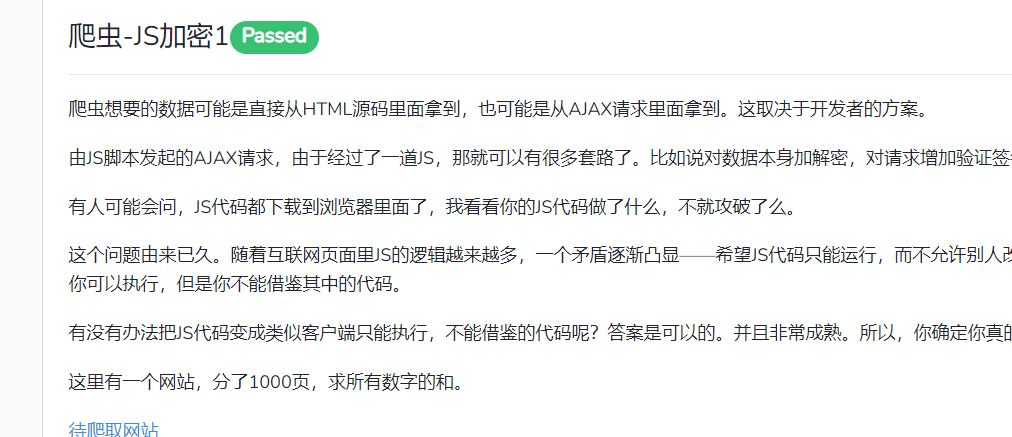 爬虫-JS加密1 Passed
爬虫想要的数据可能是直接从HTML源码里面拿到，也可能是从AJAX请求里面拿到。这取决于开发者的方案。
由JS脚本发起的AJAX请求，由于经过了一道JS，那就可以有很多套路了。比如说对数据本身加解密，对请求增加验证签
有人可能会问，JS代码都下载到浏览器里面了，我看看你的JS代码做了什么，不就攻破了么。
这个问题由来已久。随着互联网页面里JS的逻辑越来越多，一个矛盾逐渐凸显——希望JS代码只能运行，而不允许别人改
你可以执行，但是你不能借鉴其中的代码。
有没有办法把JS代码变成类似客户端只能执行，不能借鉴的代码呢？答案是可以的。并且非常成熟。所以，你确定你真的
这里有一个网站，分了1000页，求所有数字的和。
待爬取网站